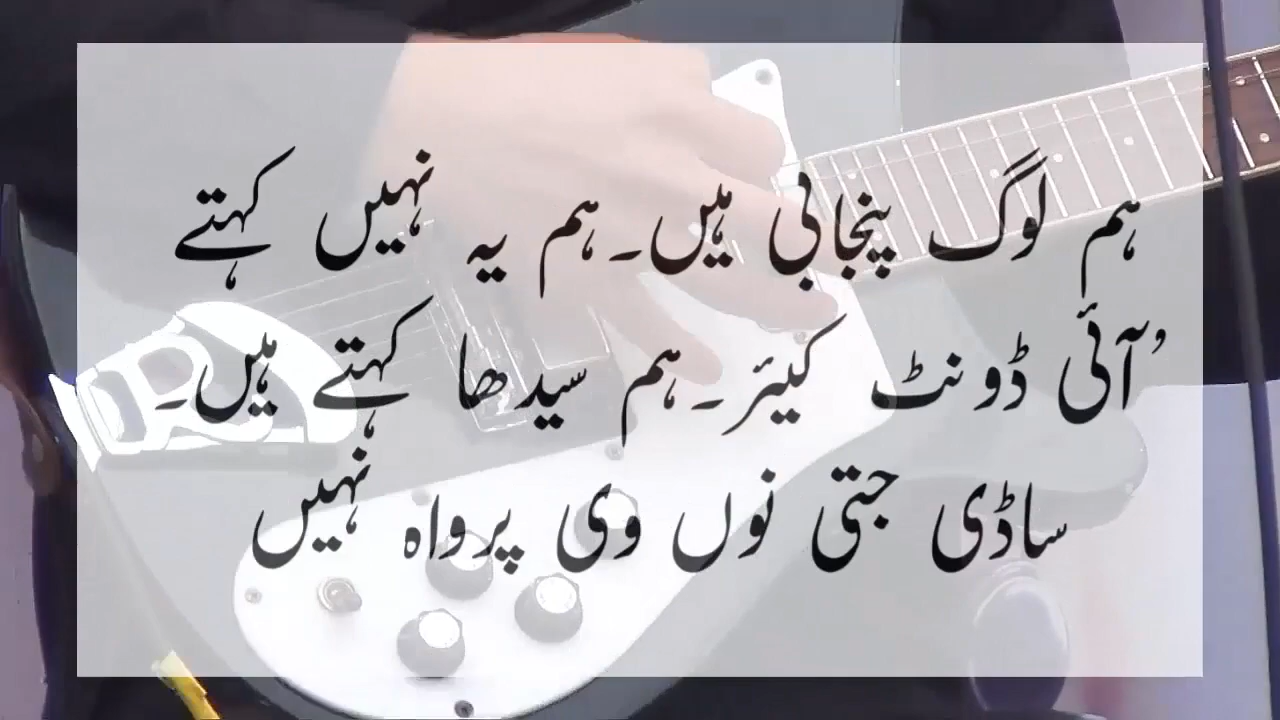 ہم لوگ پنجابی ہیں۔ہم یہ نہیں کہتے
’آئی ڈونٹ کیئر۔ہم سیدھا کہتے ہیں۔
ساڈی جتی نوں وی پرواہ نہیں